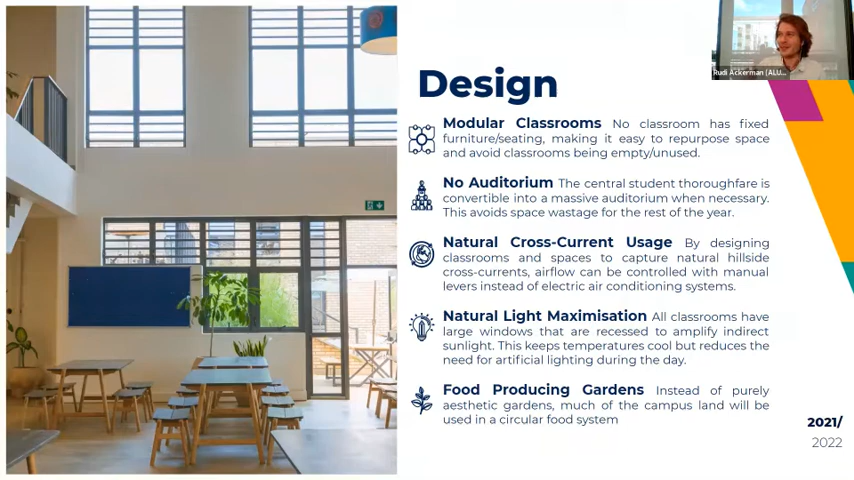 Rudi Ackerman (ALU...
Design
Modular Classrooms No classroom has fixed
furniture/seating, making it easy to repurpose space
and avoid classrooms being empty/unused.
No Auditorium The central student thoroughfare is
convertible into a massive auditorium when necessary.
This avoids space wastage for the rest of the year.
Natural Cross-Current Usage By designing
classrooms and spaces to capture natural hillside
cross-currents, airflow can be controlled with manual
levers instead of electric air conditioning systems.
Natural Light Maximisation All classrooms have
large windows that are recessed to amplify indirect
sunlight. This keeps temperatures cool but reduces the
need for artificial lighting during the day.
Food Producing Gardens Instead of purely
aesthetic gardens, much of the campus land will be
used in a circular food system
2021/
2022